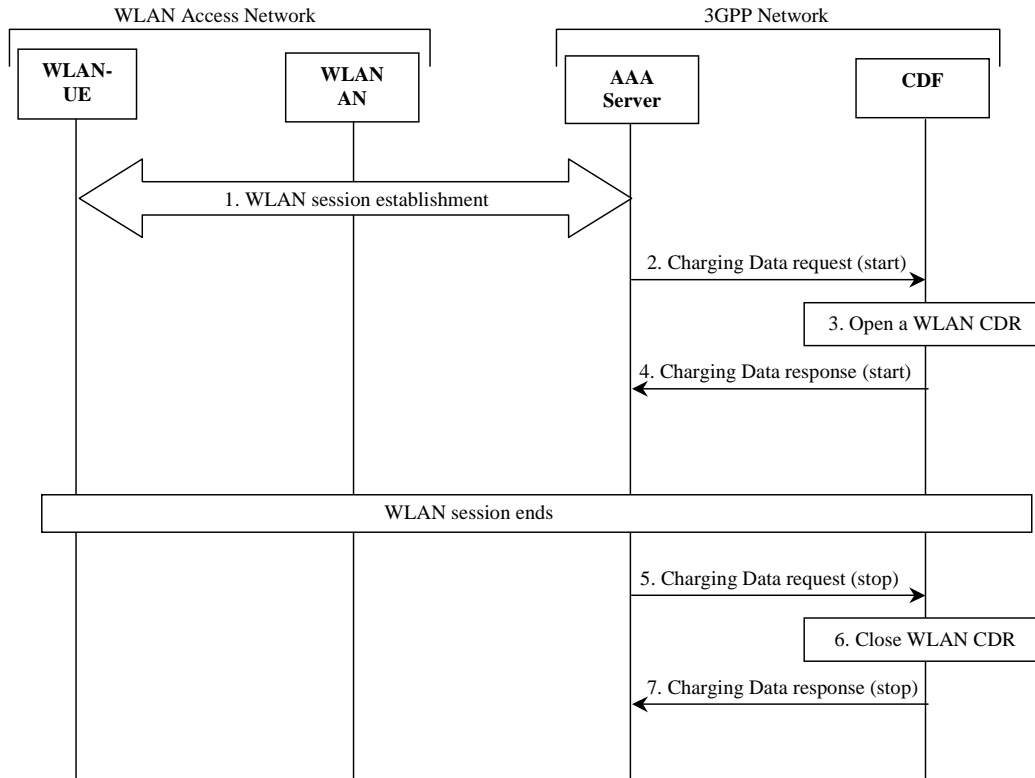 WLAN Access Network
3GPP Network
WLAN-
UE
WLAN
AN
AAA
Server
CDF
1. WLAN session establishment
2. Charging Data request (start)
3. Open a WLAN CDR
4. Charging Data response (start)
WLAN session ends
5. Charging Data request (stop)
6. Close WLAN CDR
7. Charging Data response (stop)